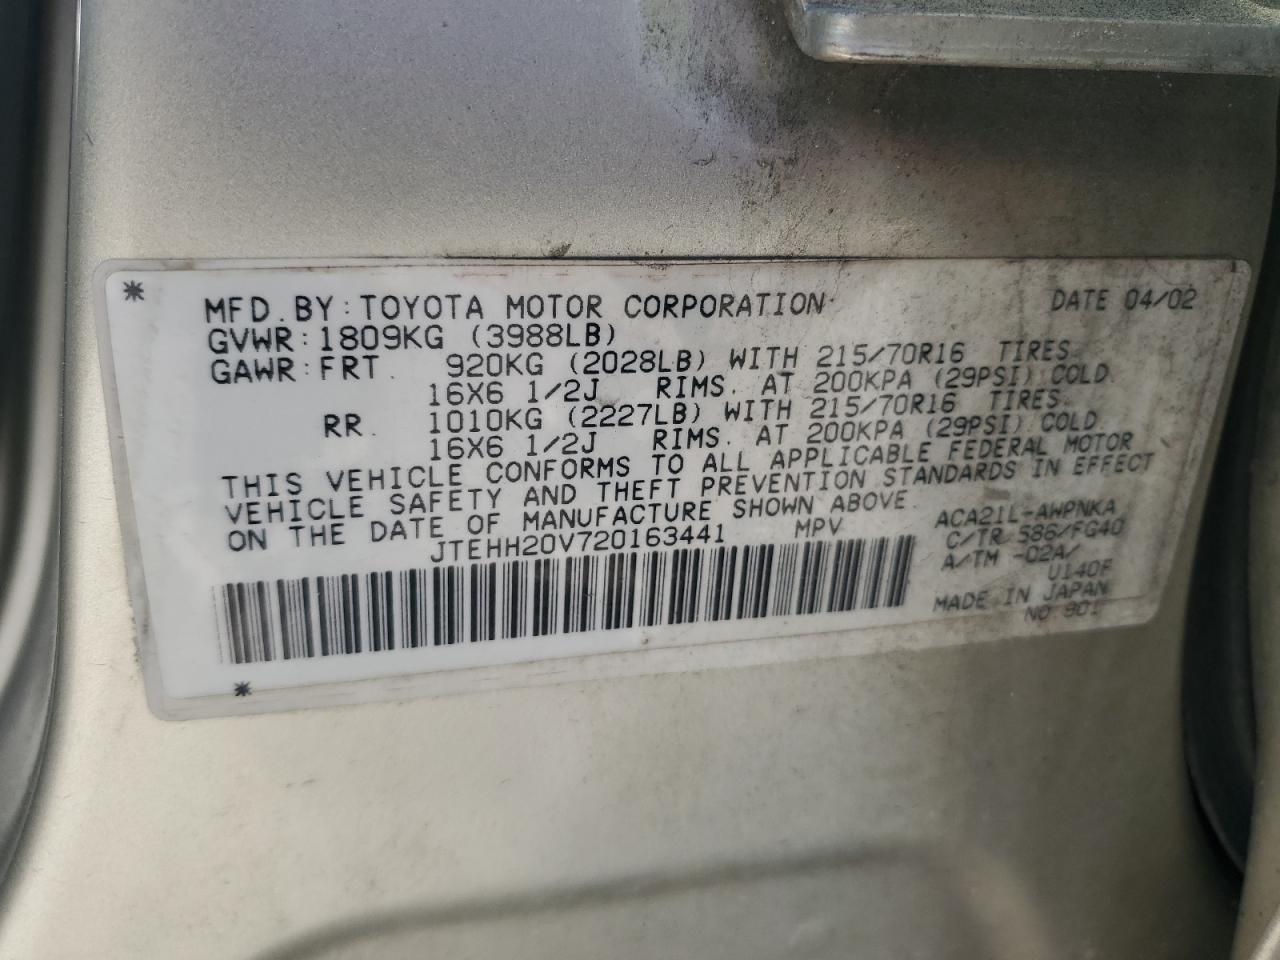 MFD. BY: TOYOTA MOTOR CORPORATION DATE 04/02
GVWR: 1809KG (3988LB)
GAWR: FRT. 920KG (2028LB) WITH 215/70R16 TIRES.
16X6 1/2J RIMS. AT 200KPA (29PSI) COLD.
RR. 1010KG (2227LB) WITH 215/70R16 TIRES.
16X6 1/2J RIMS. AT 200KPA (29PSI) COLD.
THIS VEHICLE CONFORMS TO ALL APPLICABLE FEDERAL MOTOR
VEHICLE SAFETY AND THEFT PREVENTION STANDARDS IN EFFECT
ON THE DATE OF MANUFACTURE SHOWN ABOVE.
JTEHH20V720163441 MPV
ACA21L-AWPNKA
C/TR 586/FG40
A/TM -02A/
U140F
MADE IN JAPAN
NO. 901